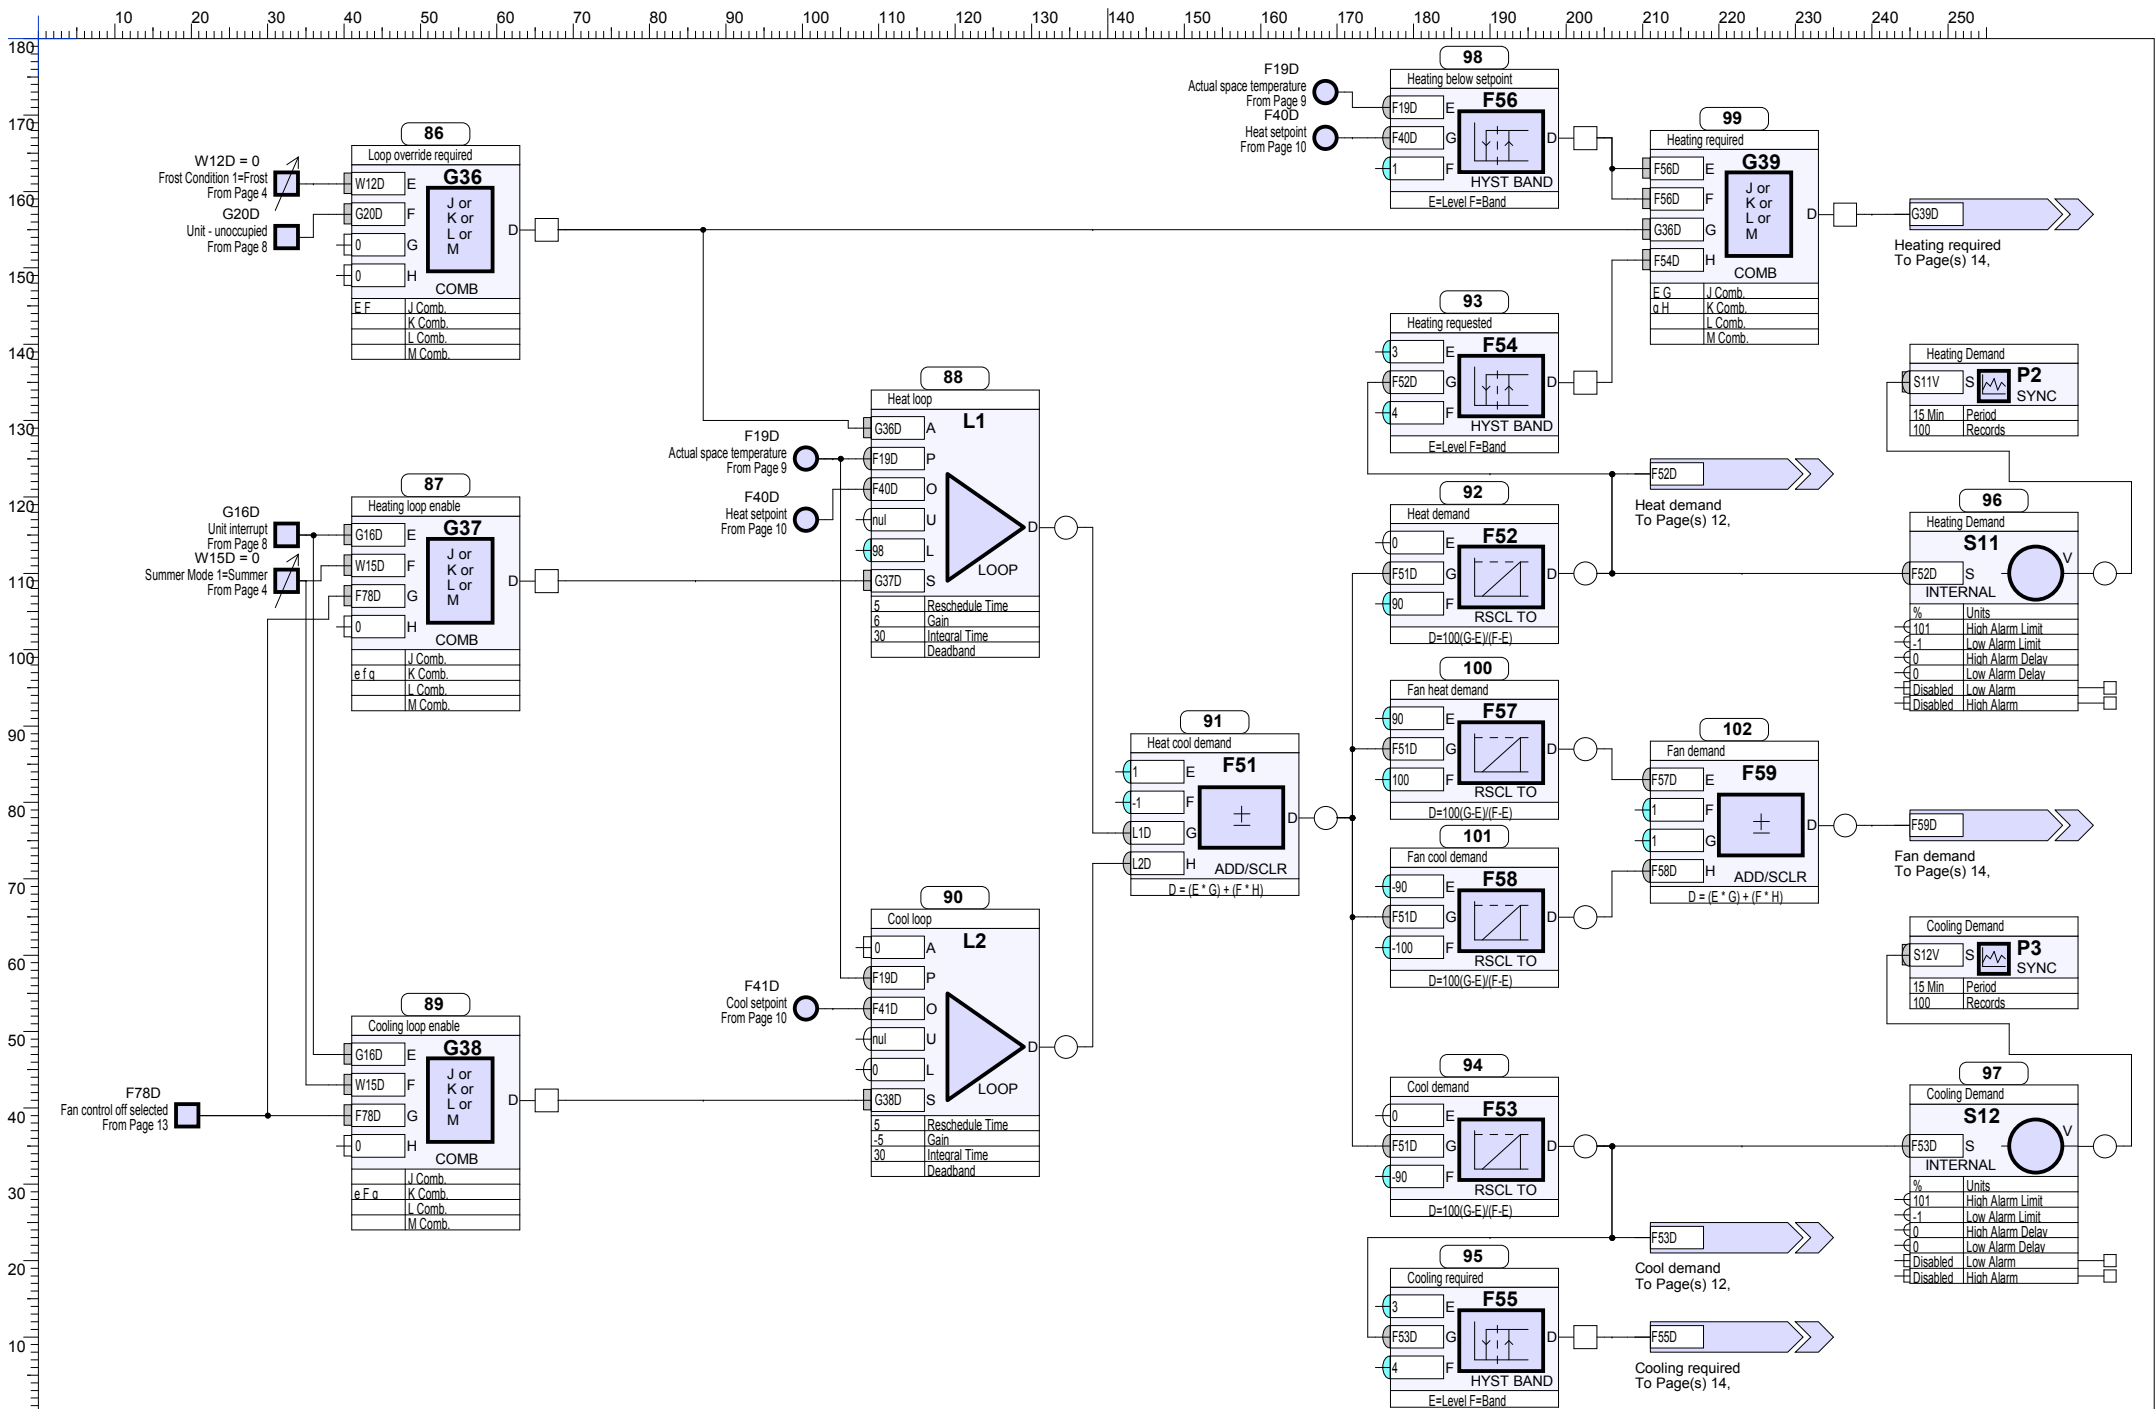 10 20 30 40 50 60 70 80 90 100 110 120 130 140 150 160 170 180 190 200 210 220 230 240 250
180
170
160
150
140
130
120
110
100
90
80
70
60
50
40
30
20
10
W12D = 0
Frost Condition 1=Frost
From Page 4
G20D
Unit - unoccupied
From Page 8
86
Loop override required
G36
W12D E
G20D F
0 G
0 H
J or
K or
L or
M
D
COMB
E F J Comb.
K Comb.
L Comb.
M Comb.
G16D
Unit interrupt
From Page 8
W15D = 0
Summer Mode 1=Summer
From Page 4
87
Heating loop enable
G37
G16D E
W15D F
F78D G
0 H
J or
K or
L or
M
D
COMB
J Comb.
e f g K Comb.
L Comb.
M Comb.
F78D
Fan control off selected
From Page 13
89
Cooling loop enable
G38
G16D E
W15D F
F78D G
0 H
J or
K or
L or
M
D
COMB
J Comb.
e F g K Comb.
L Comb.
M Comb.
F19D
Actual space temperature
From Page 9
F40D
Heat setpoint
From Page 10
88
Heat loop
L1
G36D A
F19D P
F40D O
nul U
98 L
G37D S
D
LOOP
5 Reschedule Time
6 Gain
30 Integral Time
Deadband
F41D
Cool setpoint
From Page 10
90
Cool loop
L2
0 A
F19D P
F41D O
nul U
0 L
G38D S
D
LOOP
5 Reschedule Time
-5 Gain
30 Integral Time
Deadband
91
Heat cool demand
F51
1 E
-1 F
L1D G
L2D H
D
ADD/SCLR
D = (E * G) + (F * H)
F19D
Actual space temperature
From Page 9
F40D
Heat setpoint
From Page 10
98
Heating below setpoint
F56
F19D E
F40D G
1 F
D
HYST BAND
E=Level F=Band
93
Heating requested
F54
3 E
F52D G
4 F
D
HYST BAND
E=Level F=Band
92
Heat demand
F52
0 E
F51D G
90 F
D
RSCL TO
D=100(G-E)/(F-E)
100
Fan heat demand
F57
90 E
F51D G
100 F
D
RSCL TO
D=100(G-E)/(F-E)
101
Fan cool demand
F58
-90 E
F51D G
-100 F
D
RSCL TO
D=100(G-E)/(F-E)
94
Cool demand
F53
0 E
F51D G
-90 F
D
RSCL TO
D=100(G-E)/(F-E)
95
Cooling required
F55
3 E
F53D G
4 F
D
HYST BAND
E=Level F=Band
99
Heating required
G39
F56D E
F56D F
G36D G
F54D H
J or
K or
L or
M
D
COMB
E G J Comb.
g H K Comb.
L Comb.
M Comb.
F52D
Heat demand
To Page(s) 12,
102
Fan demand
F59
F57D E
1 F
1 G
F58D H
D
ADD/SCLR
D = (E * G) + (F * H)
F53D
Cool demand
To Page(s) 12,
F55D
Cooling required
To Page(s) 14,
G39D
Heating required
To Page(s) 14,
Heating Demand
S11V S P2
SYNC
15 Min Period
100 Records
96
Heating Demand
S11
F52D S
V
INTERNAL
% Units
101 High Alarm Limit
-1 Low Alarm Limit
0 High Alarm Delay
0 Low Alarm Delay
Disabled Low Alarm
Disabled High Alarm
F59D
Fan demand
To Page(s) 14,
Cooling Demand
S12V S P3
SYNC
15 Min Period
100 Records
97
Cooling Demand
S12
F53D S
V
INTERNAL
% Units
101 High Alarm Limit
-1 Low Alarm Limit
0 High Alarm Delay
0 Low Alarm Delay
Disabled Low Alarm
Disabled High Alarm